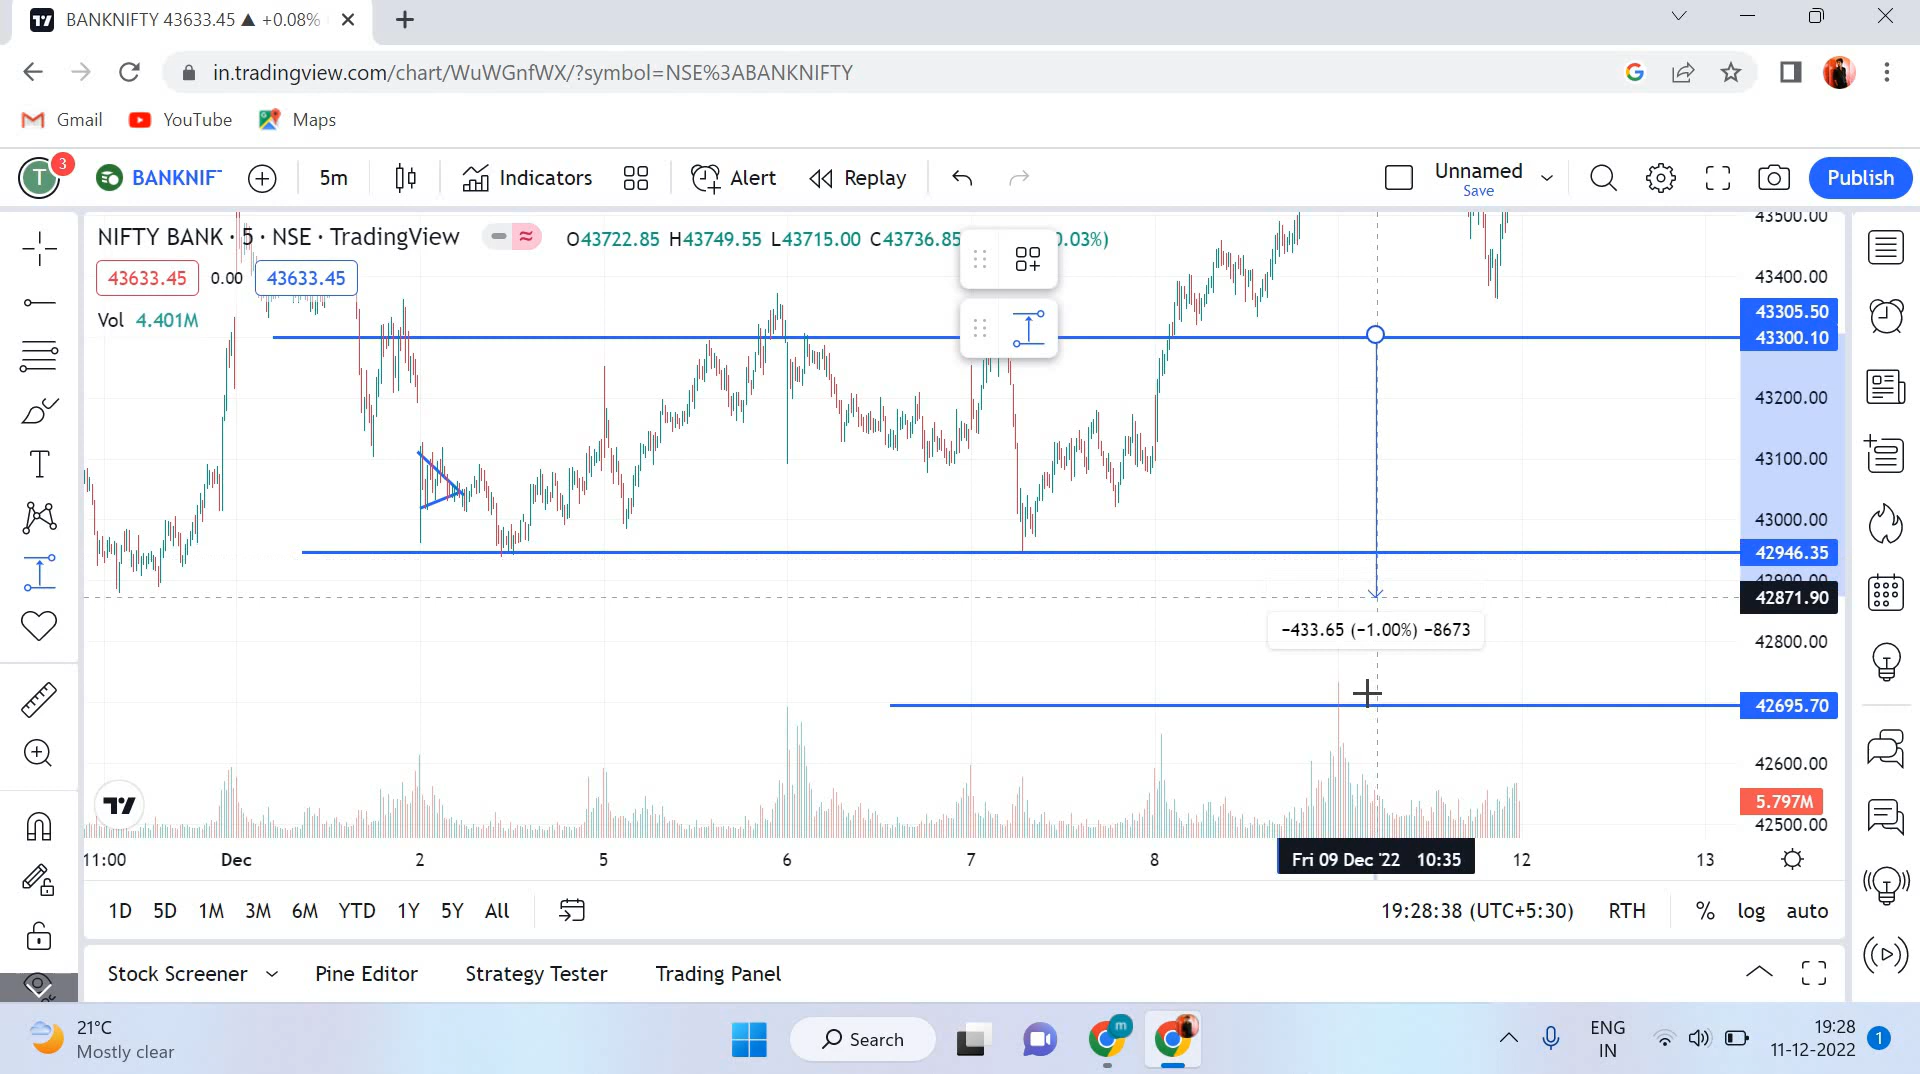 BANKNIFTY 43633.45 ▲ +0.08%
in.tradingview.com/chart/WuWGnfWX/?symbol=NSE%3ABANKNIFTY
Gmail YouTube Maps
T 3 BANKNIF 5m Indicators Alert Replay Unnamed Save Publish
NIFTY BANK · 5 · NSE · TradingView O43722.85 H43749.55 L43715.00 C43736.85 0.03%)
43633.45 0.00 43633.45
Vol 4.401M
43500.00
43400.00
43305.50
43300.10
43200.00
43100.00
43000.00
42946.35
42900.00
42871.90
−433.65 (−1.00%) −8673
42800.00
42695.70
42600.00
5.797M
42500.00
11:00 Dec 2 5 6 7 8 Fri 09 Dec '22 10:35 12 13
1D 5D 1M 3M 6M YTD 1Y 5Y All 19:28:38 (UTC+5:30) RTH % log auto
Stock Screener Pine Editor Strategy Tester Trading Panel
21°C
Mostly clear
Search
m
ENG
IN
19:28
11-12-2022
1